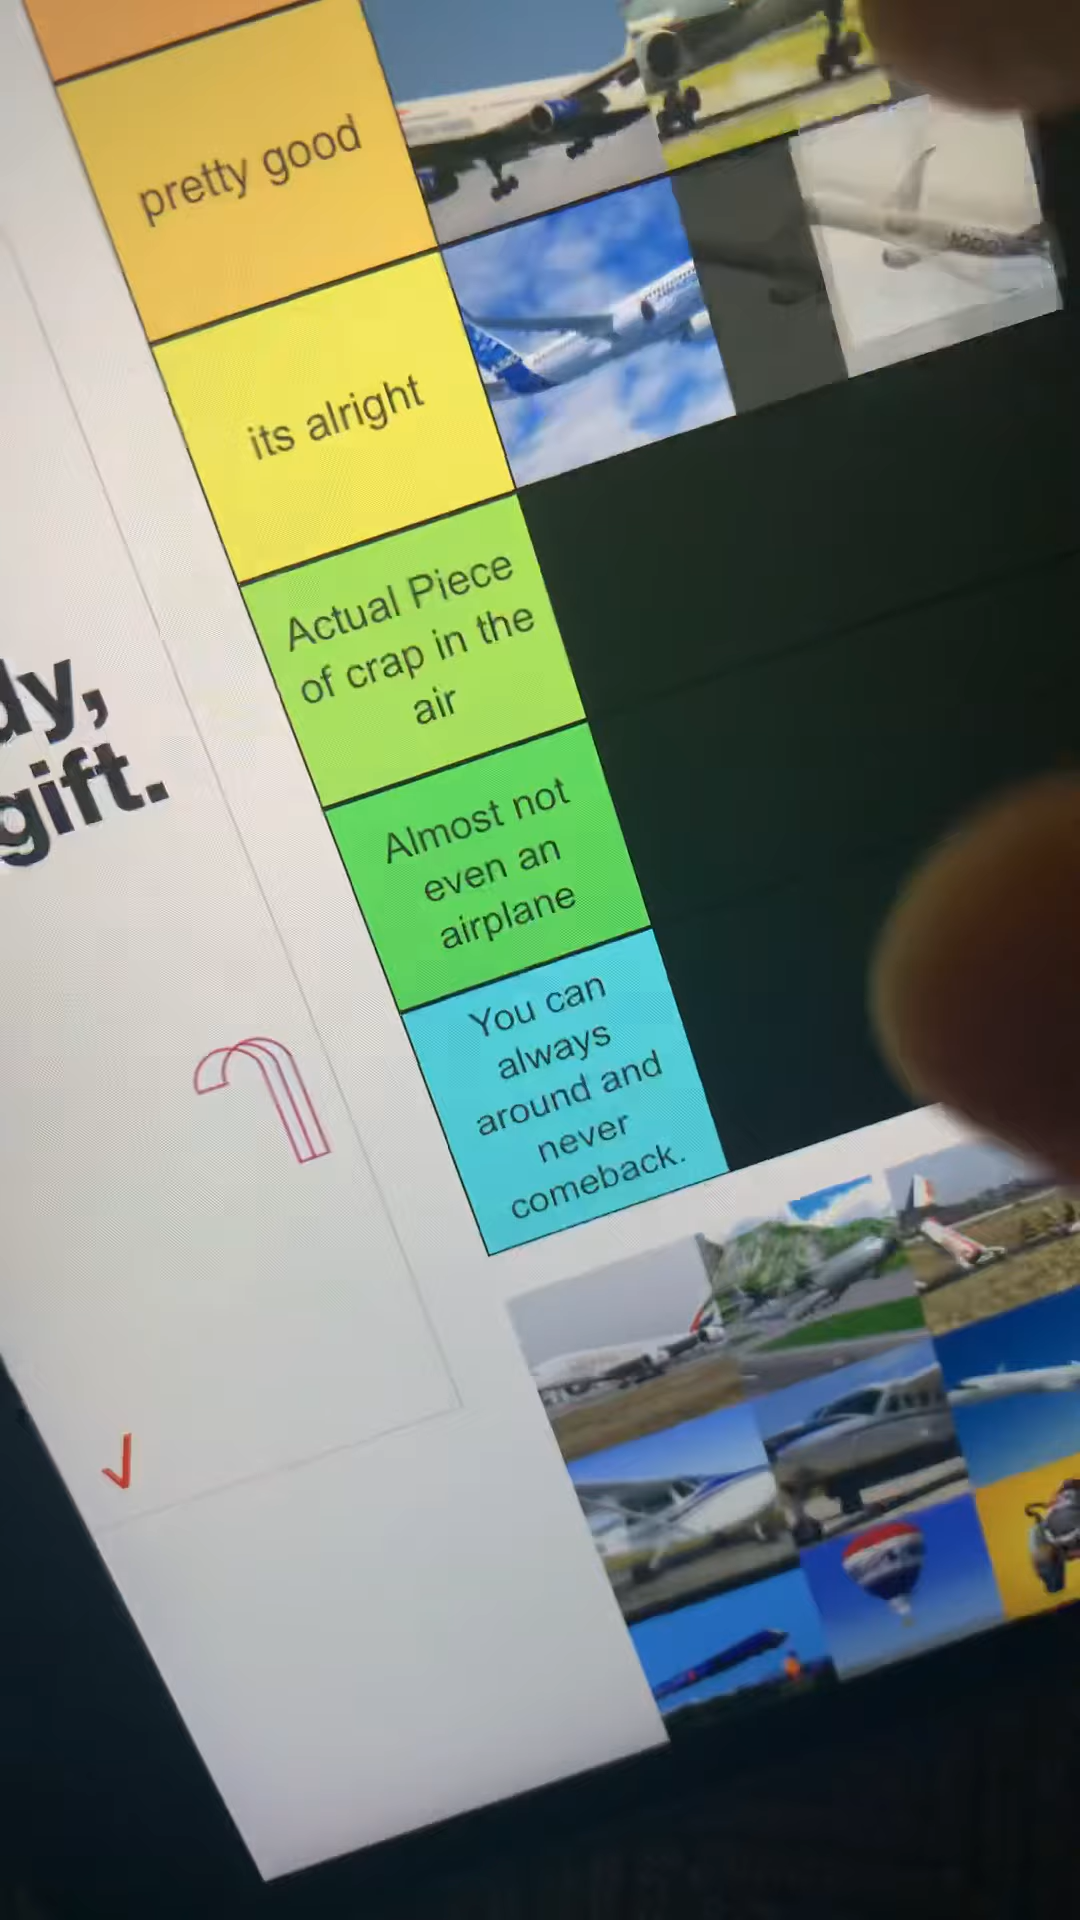 pretty good
its alright
Actual Piece
of crap in the
air
Almost not
even an
airplane
You can
always
around and
never
comeback.
dy,
gift.